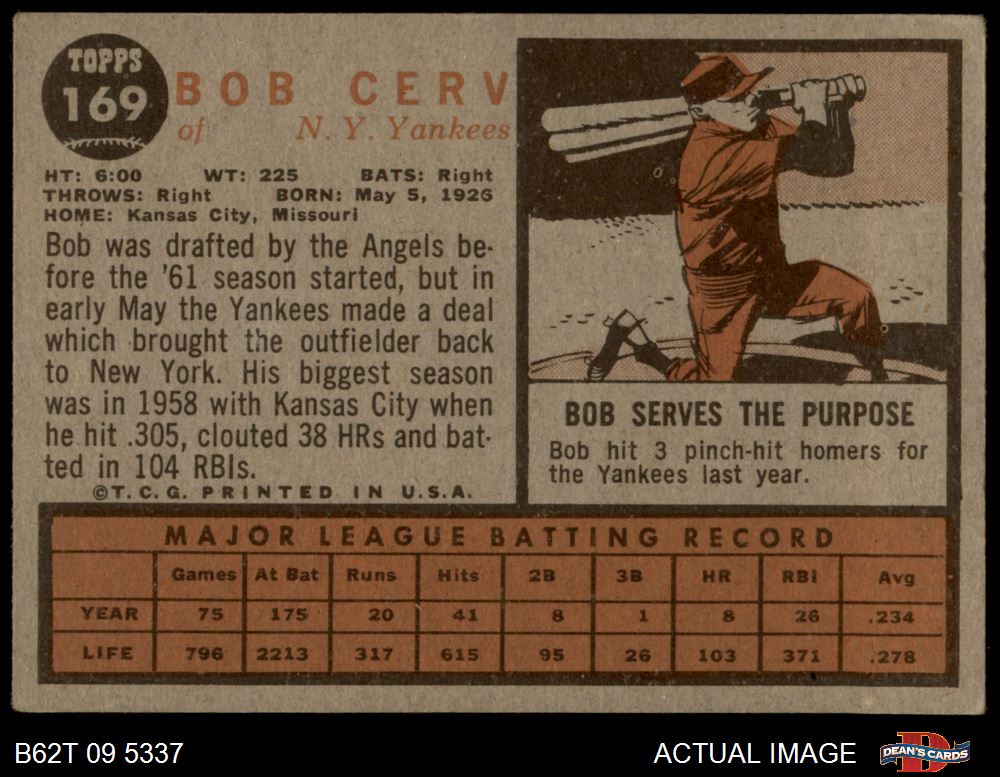 TOPPS
169
BOB CERV
of N. Y. Yankees
HT: 6:00 WT: 225 BATS: Right
THROWS: Right BORN: May 5, 1926
HOME: Kansas City, Missouri
Bob was drafted by the Angels be-
fore the '61 season started, but in
early May the Yankees made a deal
which brought the outfielder back
to New York. His biggest season
was in 1958 with Kansas City when
he hit .305, clouted 38 HRs and bat-
ted in 104 RBIs.
©T.C.G. PRINTED IN U.S.A.
BOB SERVES THE PURPOSE
Bob hit 3 pinch-hit homers for
the Yankees last year.
MAJOR LEAGUE BATTING RECORD
Games At Bat Runs Hits 2B 3B HR RBI Avg
YEAR 75 175 20 41 8 1 8 26 .234
LIFE 796 2213 317 615 95 26 103 371 .278
B62T 09 5337 ACTUAL IMAGE
D
DEAN'S CARDS